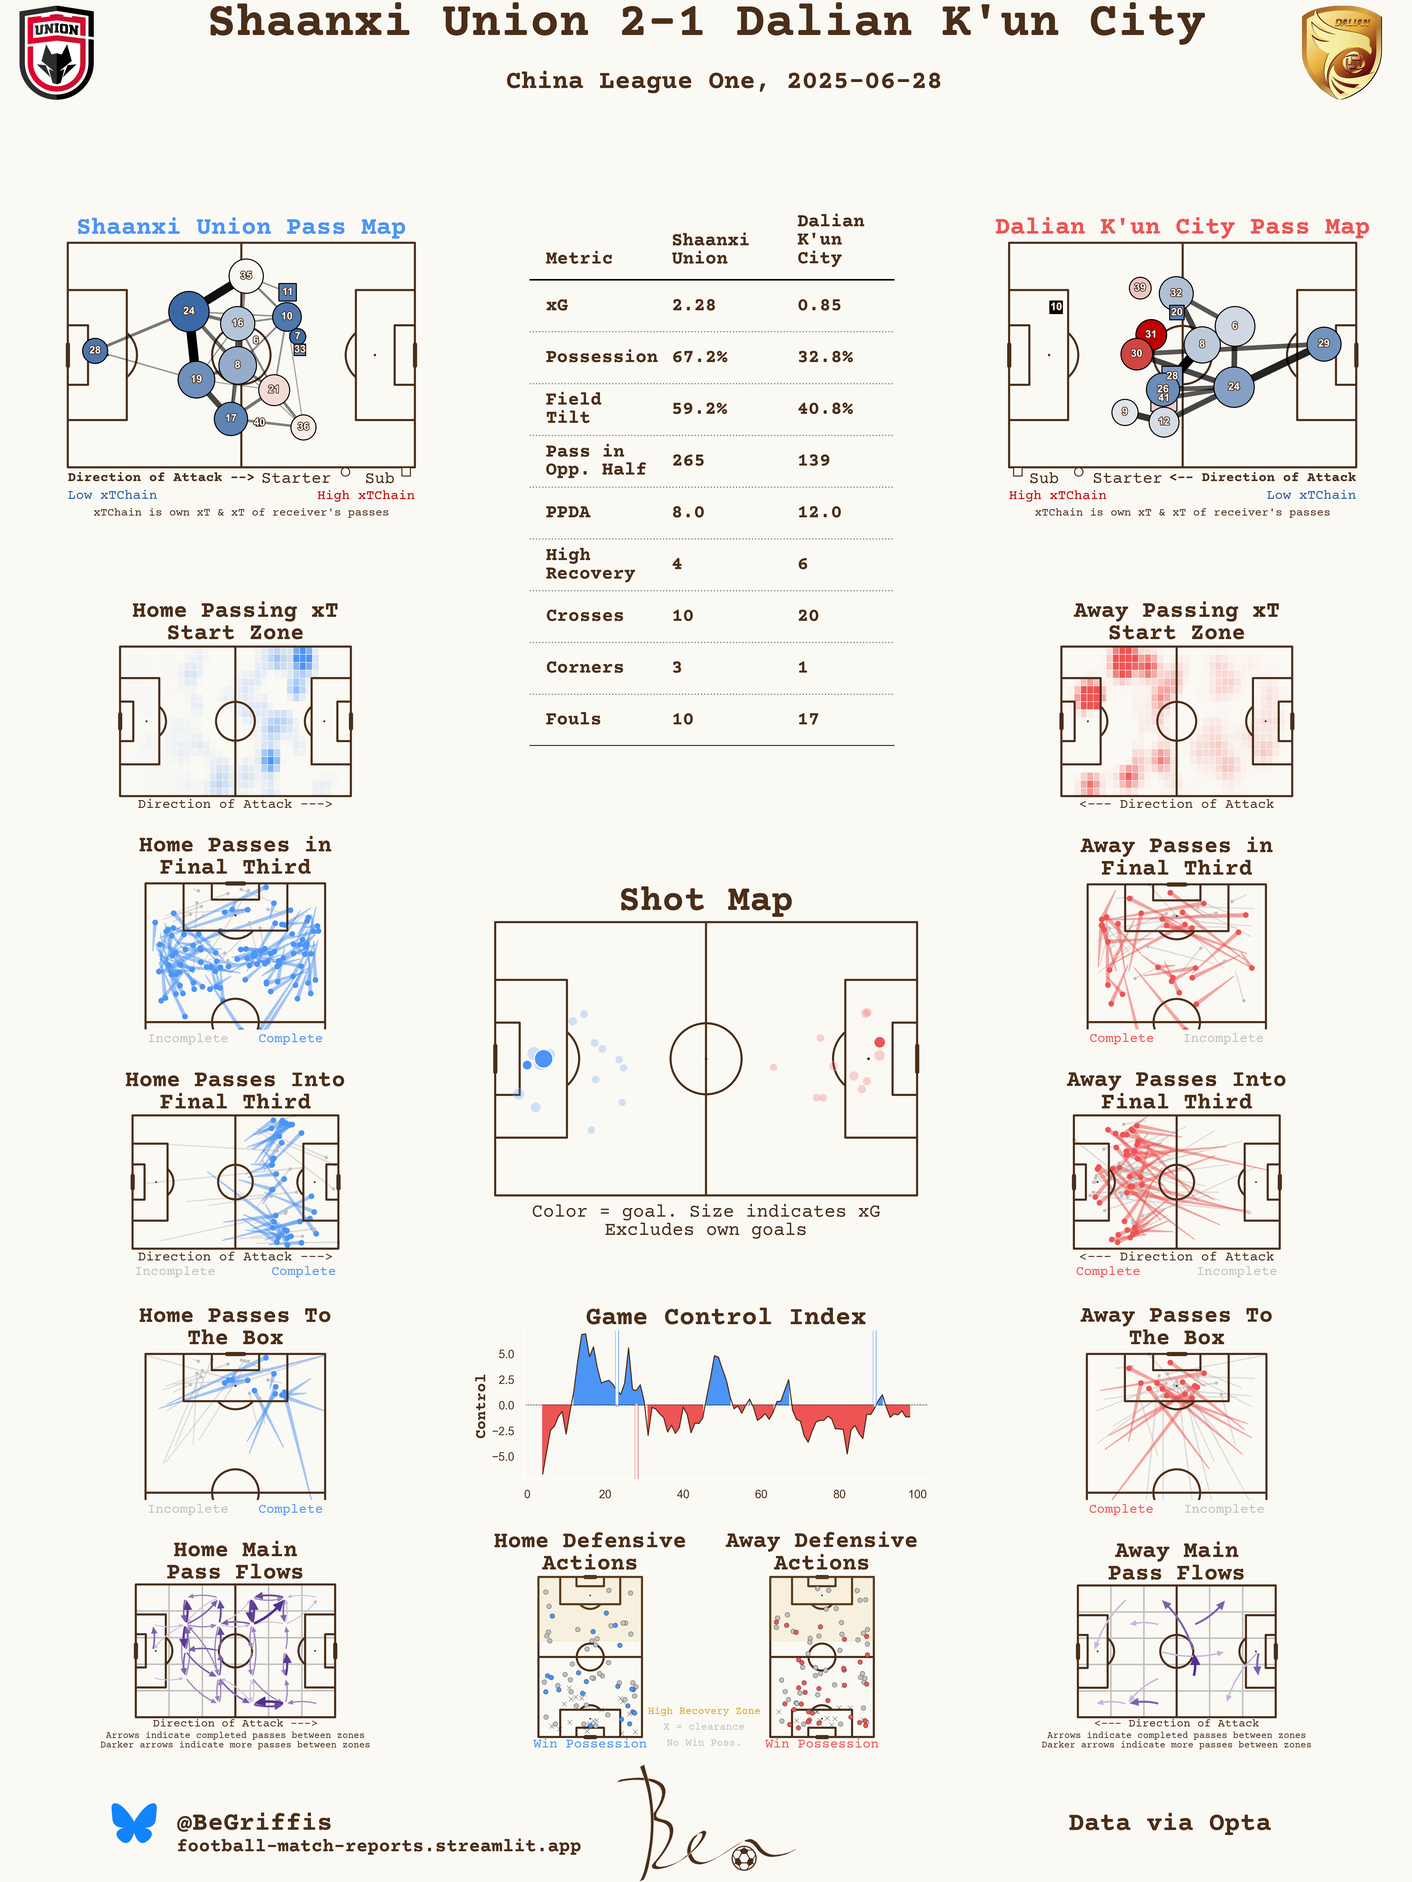 Shaanxi Union 2-1 Dalian K'un City
China League One, 2025-06-28
UNION
DALIAN
Shaanxi Union Pass Map
35
11
24
16
10
7
6
33
28
8
19
21
17
40
36
Direction of Attack --> Starter Sub
Low xTChain High xTChain
xTChain is own xT & xT of receiver's passes
Metric Shaanxi Union Dalian K'un City
xG 2.28 0.85
Possession 67.2% 32.8%
Field Tilt 59.2% 40.8%
Pass in Opp. Half 265 139
PPDA 8.0 12.0
High Recovery 4 6
Crosses 10 20
Corners 3 1
Fouls 10 17
Dalian K'un City Pass Map
39
32
10
20
6
31
8
30
29
28
26
24
41
9
12
Sub Starter <-- Direction of Attack
High xTChain Low xTChain
xTChain is own xT & xT of receiver's passes
Home Passing xT
Start Zone
Direction of Attack --->
Away Passing xT
Start Zone
<--- Direction of Attack
Home Passes in
Final Third
Incomplete Complete
Away Passes in
Final Third
Complete Incomplete
Shot Map
Color = goal. Size indicates xG
Excludes own goals
Home Passes Into
Final Third
Direction of Attack --->
Incomplete Complete
Away Passes Into
Final Third
<--- Direction of Attack
Complete Incomplete
Home Passes To
The Box
Incomplete Complete
Game Control Index
Control
5.0
2.5
0.0
−2.5
−5.0
0 20 40 60 80 100
Away Passes To
The Box
Complete Incomplete
Home Main
Pass Flows
Direction of Attack --->
Arrows indicate completed passes between zones
Darker arrows indicate more passes between zones
Home Defensive
Actions
Win Possession
High Recovery Zone
X = clearance
No Win Poss.
Away Defensive
Actions
Win Possession
Away Main
Pass Flows
<--- Direction of Attack
Arrows indicate completed passes between zones
Darker arrows indicate more passes between zones
@BeGriffis
football-match-reports.streamlit.app
Ben
Data via Opta